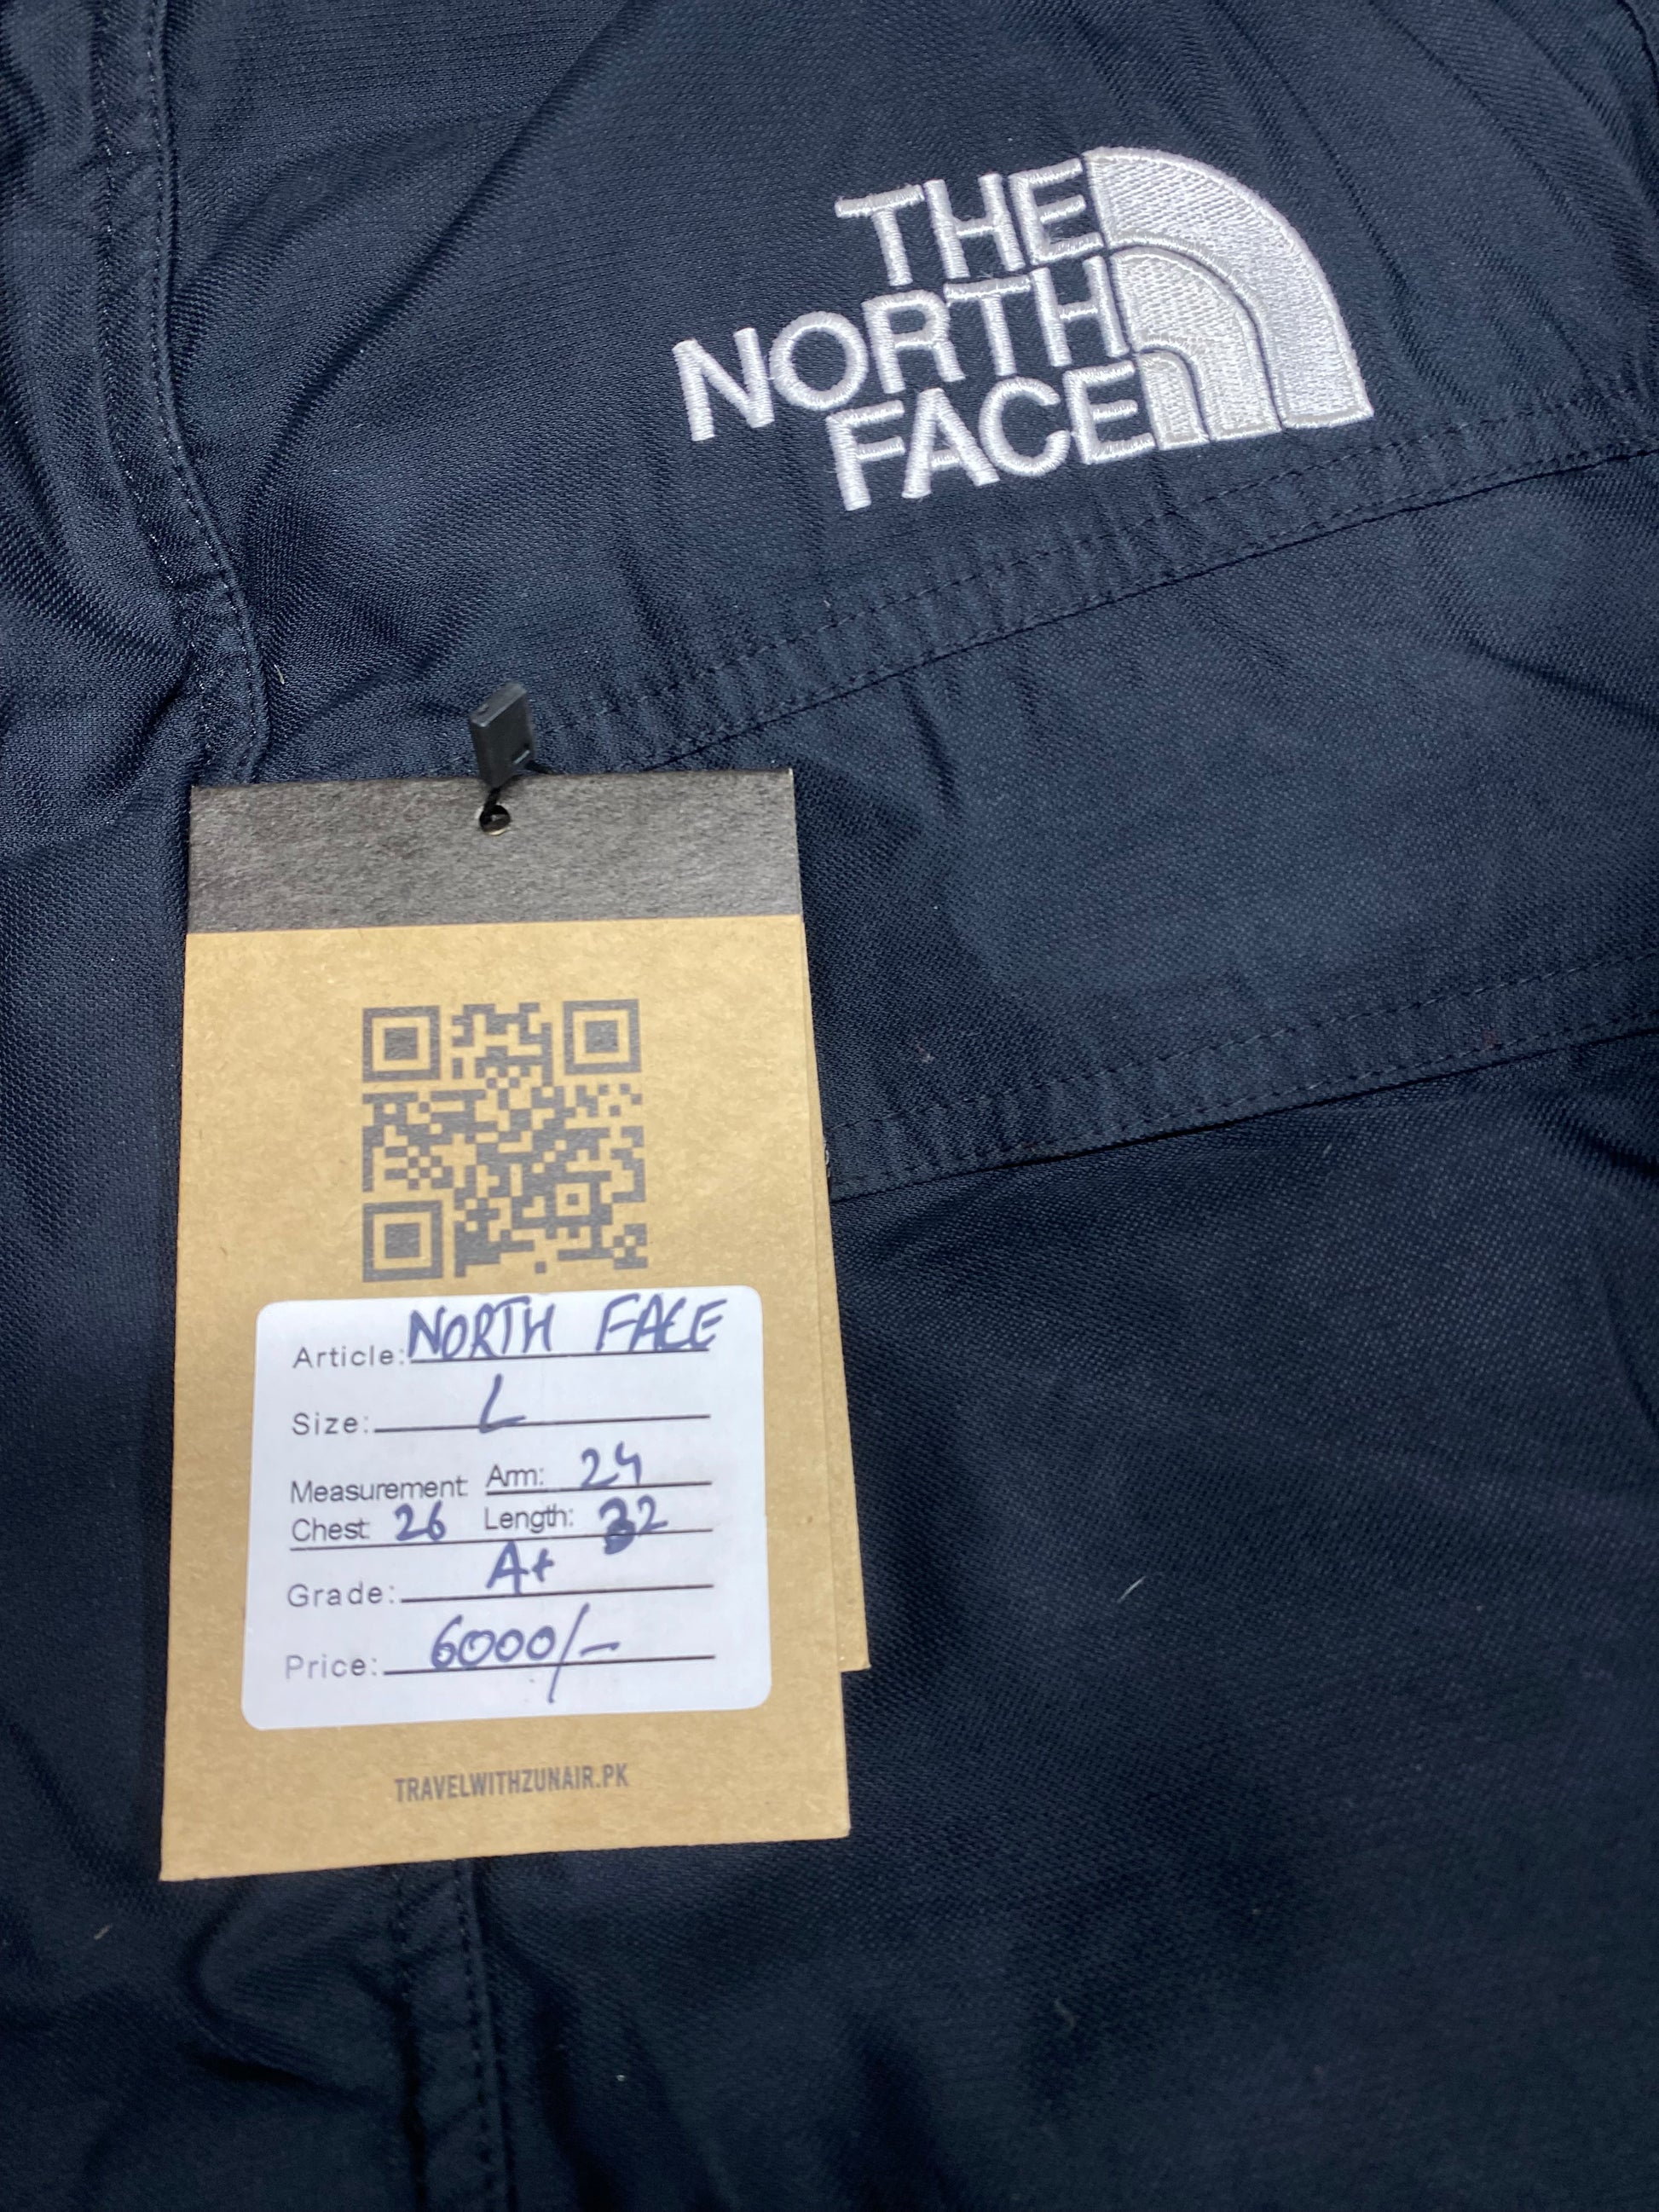 THE
NORTH
FACE
Article: NORTH FACE
Size: L
Measurement Arm: 24
Chest: 26 Length: 32
Grade: A+
Price: 6000/-
TRAVELWITHZUNAIR.PK